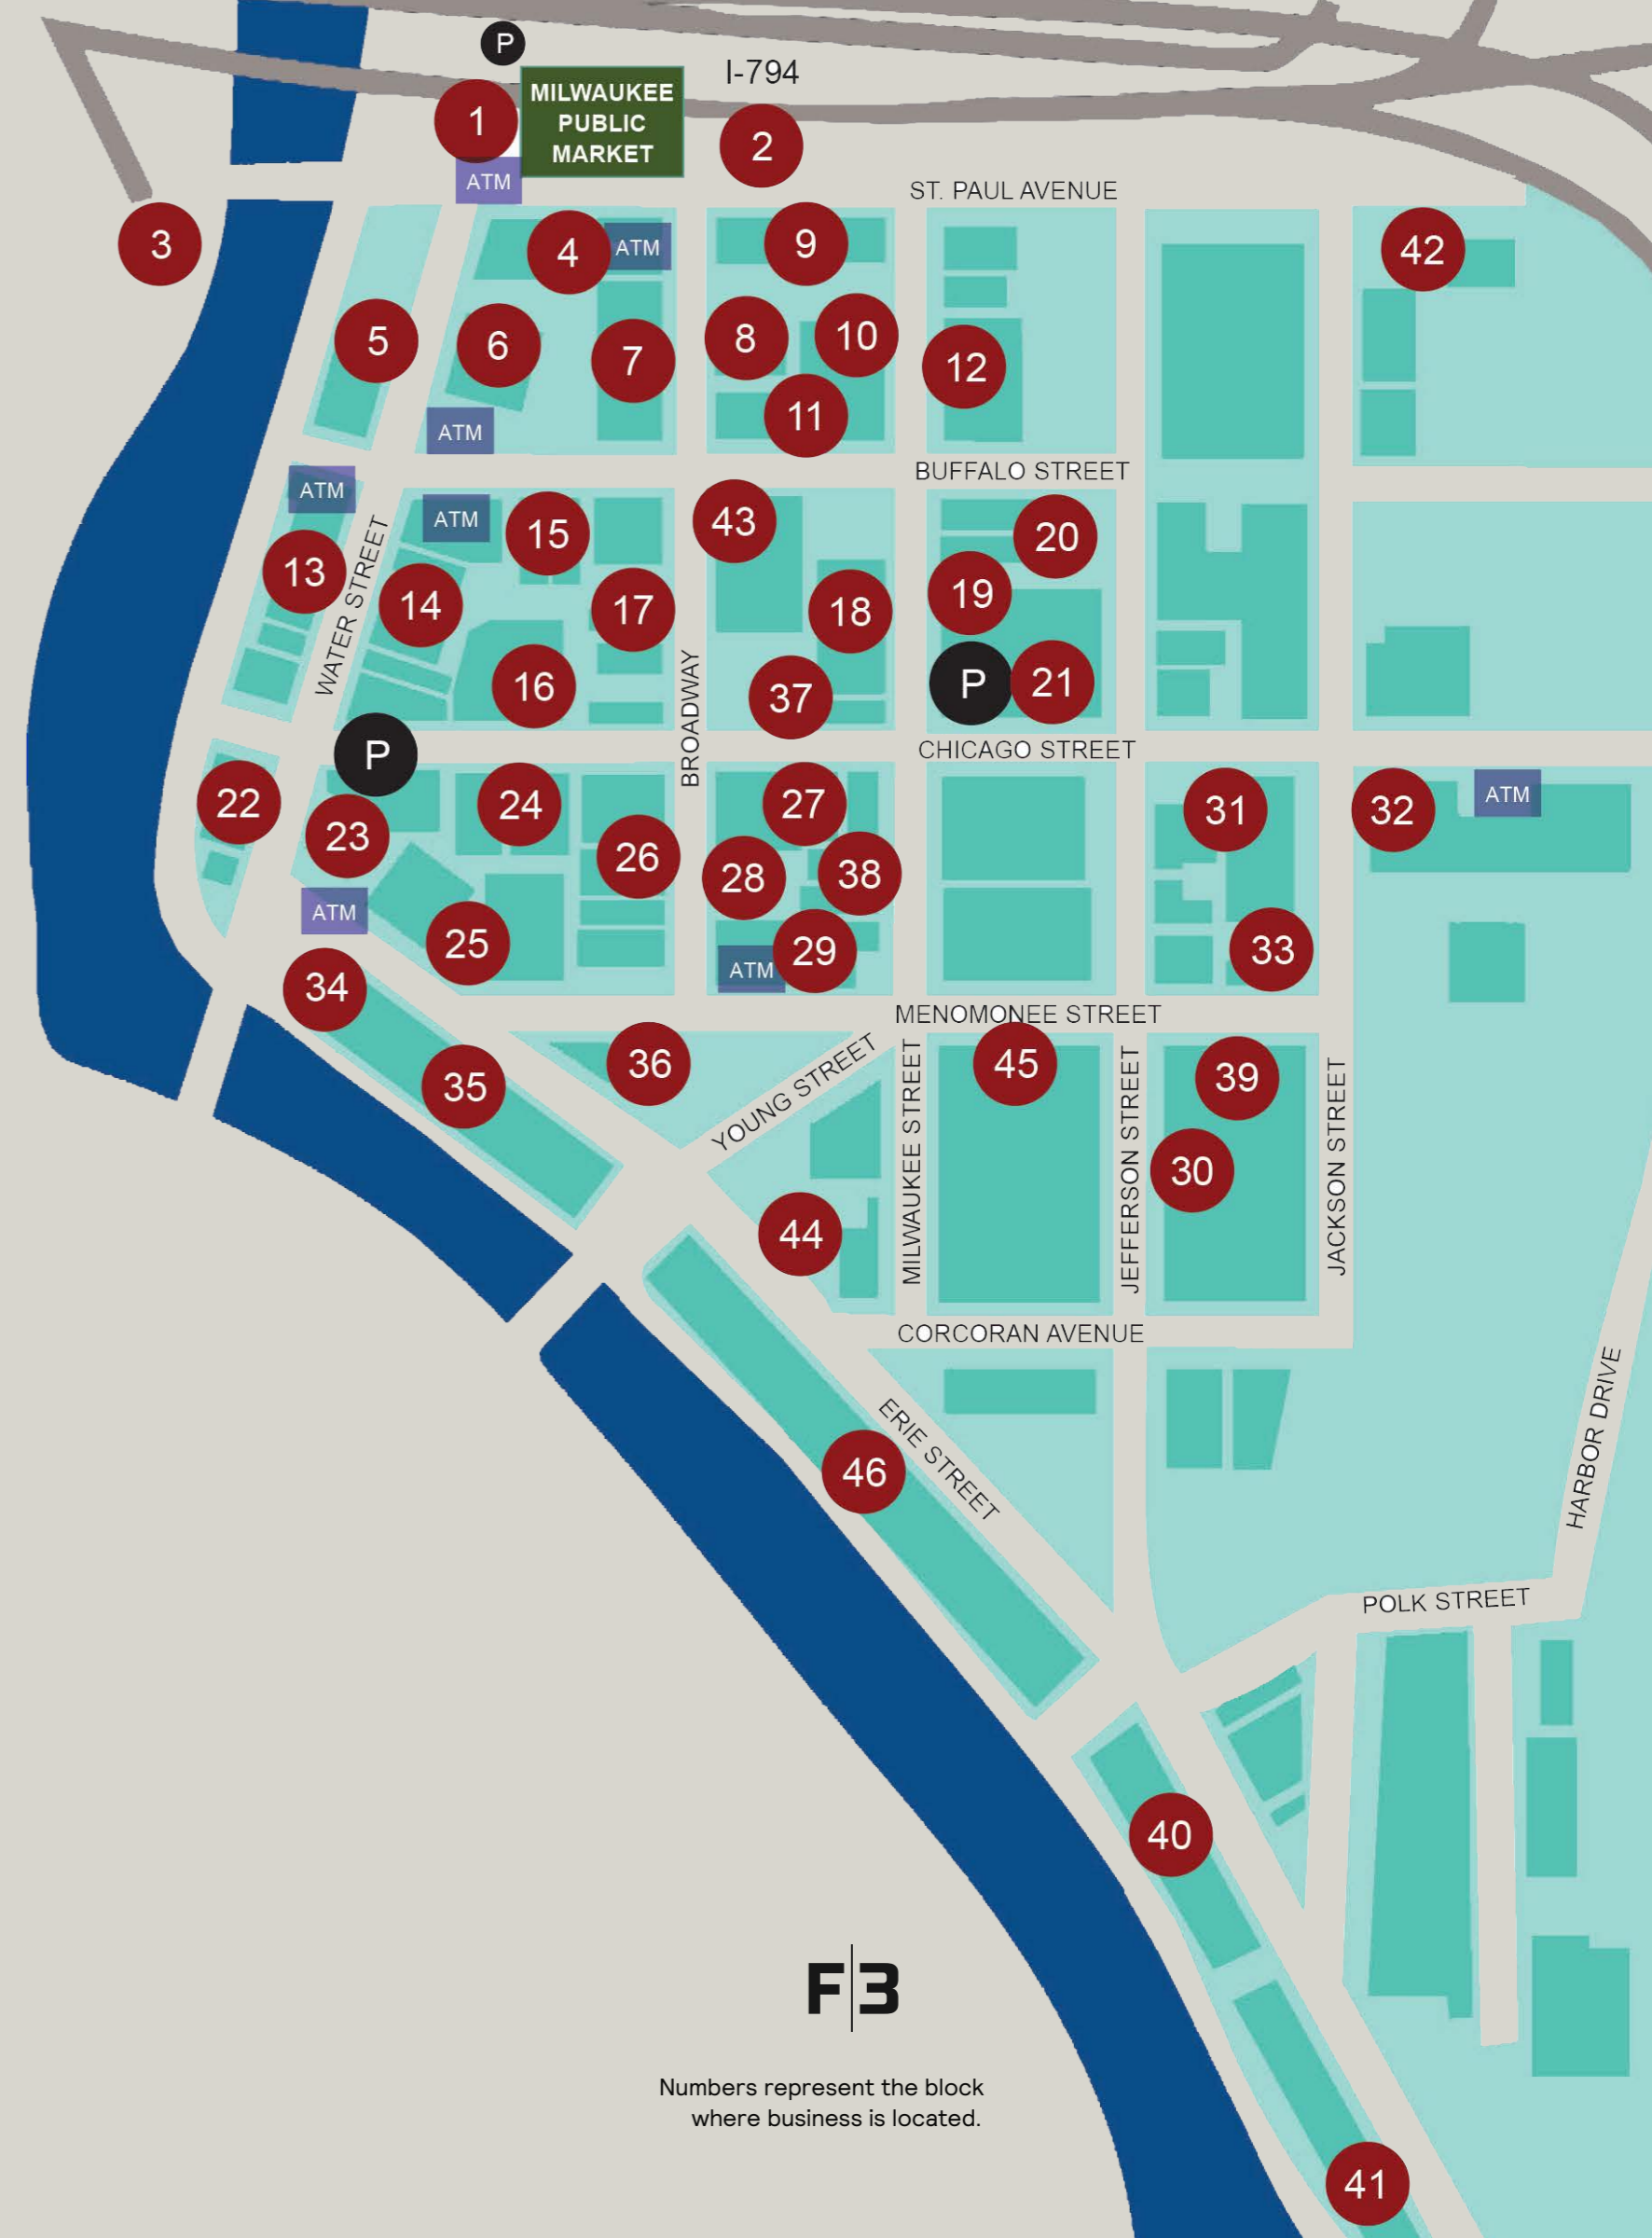 P
I-794
MILWAUKEE
PUBLIC
MARKET
1
2
ATM
ST. PAUL AVENUE
3
4
ATM
9
42
5
6
7
8
10
12
11
ATM
BUFFALO STREET
ATM
ATM
15
43
20
13
WATER STREET
14
17
18
19
16
BROADWAY
37
P
21
P
CHICAGO STREET
22
23
24
26
27
28
38
31
32
ATM
ATM
25
ATM
29
33
34
MENOMONEE STREET
35
36
YOUNG STREET
MILWAUKEE STREET
45
JEFFERSON STREET
39
30
JACKSON STREET
44
CORCORAN AVENUE
ERIE STREET
46
HARBOR DRIVE
POLK STREET
40
F|3
Numbers represent the block
where business is located.
41